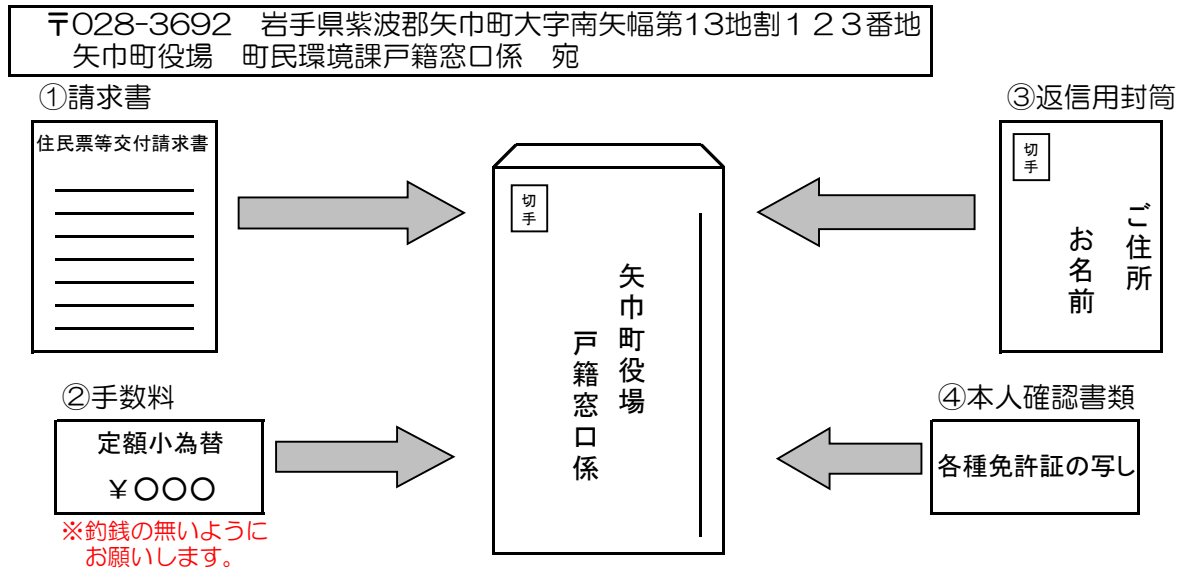 〒028-3692　岩手県紫波郡矢巾町大字南矢幅第13地割１２３番地
矢巾町役場　町民環境課戸籍窓口係　宛
①請求書
住民票等交付請求書
②手数料
定額小為替
￥〇〇〇
※釣銭の無いように
お願いします。
切手
矢巾町役場
戸籍窓口係
③返信用封筒
切手
ご住所
お名前
④本人確認書類
各種免許証の写し